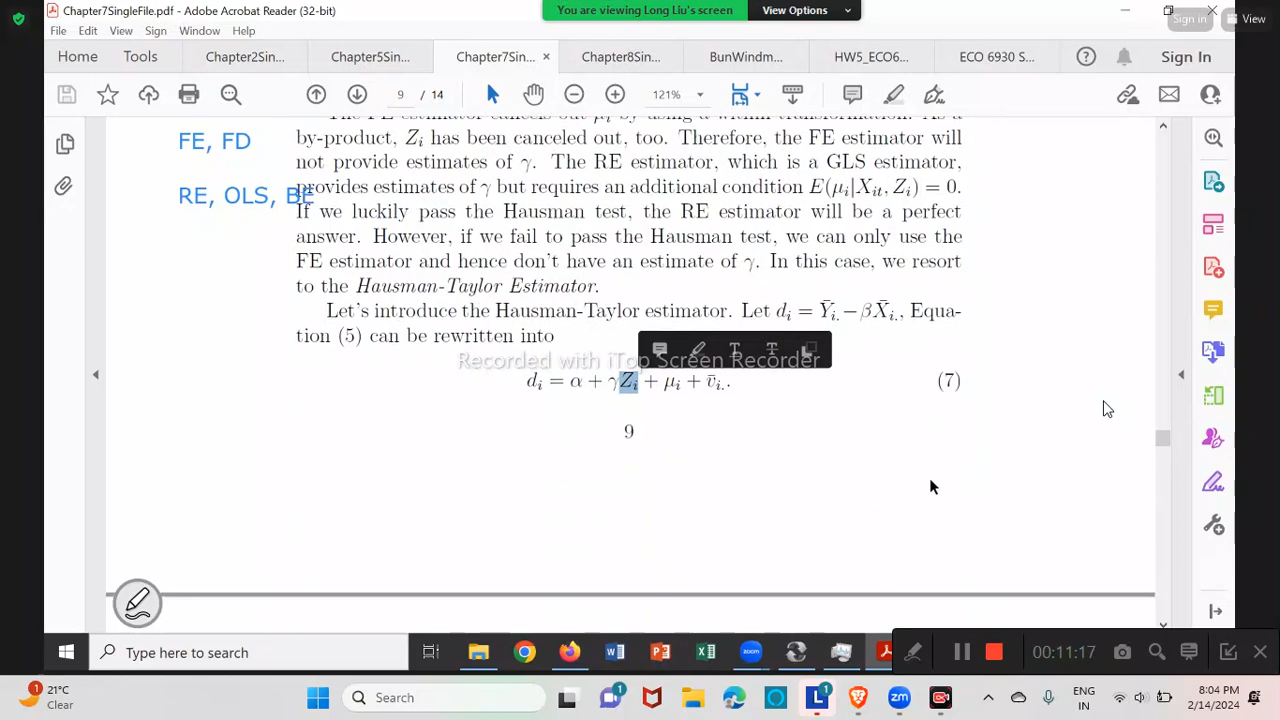 Chapter7SingleFile.pdf - Adobe Acrobat Reader (32-bit)
You are viewing Long Liu's screen
View Options
Sign in
View
File Edit View Sign Window Help
Home
Tools
Chapter2Sin...
Chapter5Sin...
Chapter7Sin... ×
Chapter8Sin...
BunWindm...
HW5_ECO6...
ECO 6930 S...
Sign In
9 / 14
121%
FE, FD
RE, OLS, BE
by-product, Zᵢ has been canceled out, too. Therefore, the FE estimator will
not provide estimates of γ. The RE estimator, which is a GLS estimator,
provides estimates of γ but requires an additional condition E(μᵢ|Xᵢₜ, Zᵢ) = 0.
If we luckily pass the Hausman test, the RE estimator will be a perfect
answer. However, if we fail to pass the Hausman test, we can only use the
FE estimator and hence don't have an estimate of γ. In this case, we resort
to the Hausman-Taylor Estimator.
Let's introduce the Hausman-Taylor estimator. Let dᵢ = Ȳᵢ. − βX̄ᵢ., Equa-
tion (5) can be rewritten into
Recorded with iTop Screen Recorder
dᵢ = α + γZᵢ + μᵢ + v̄ᵢ. (7)
9
Type here to search
00:11:17
21°C
Clear
Search
ENG
IN
8:04 PM
2/14/2024